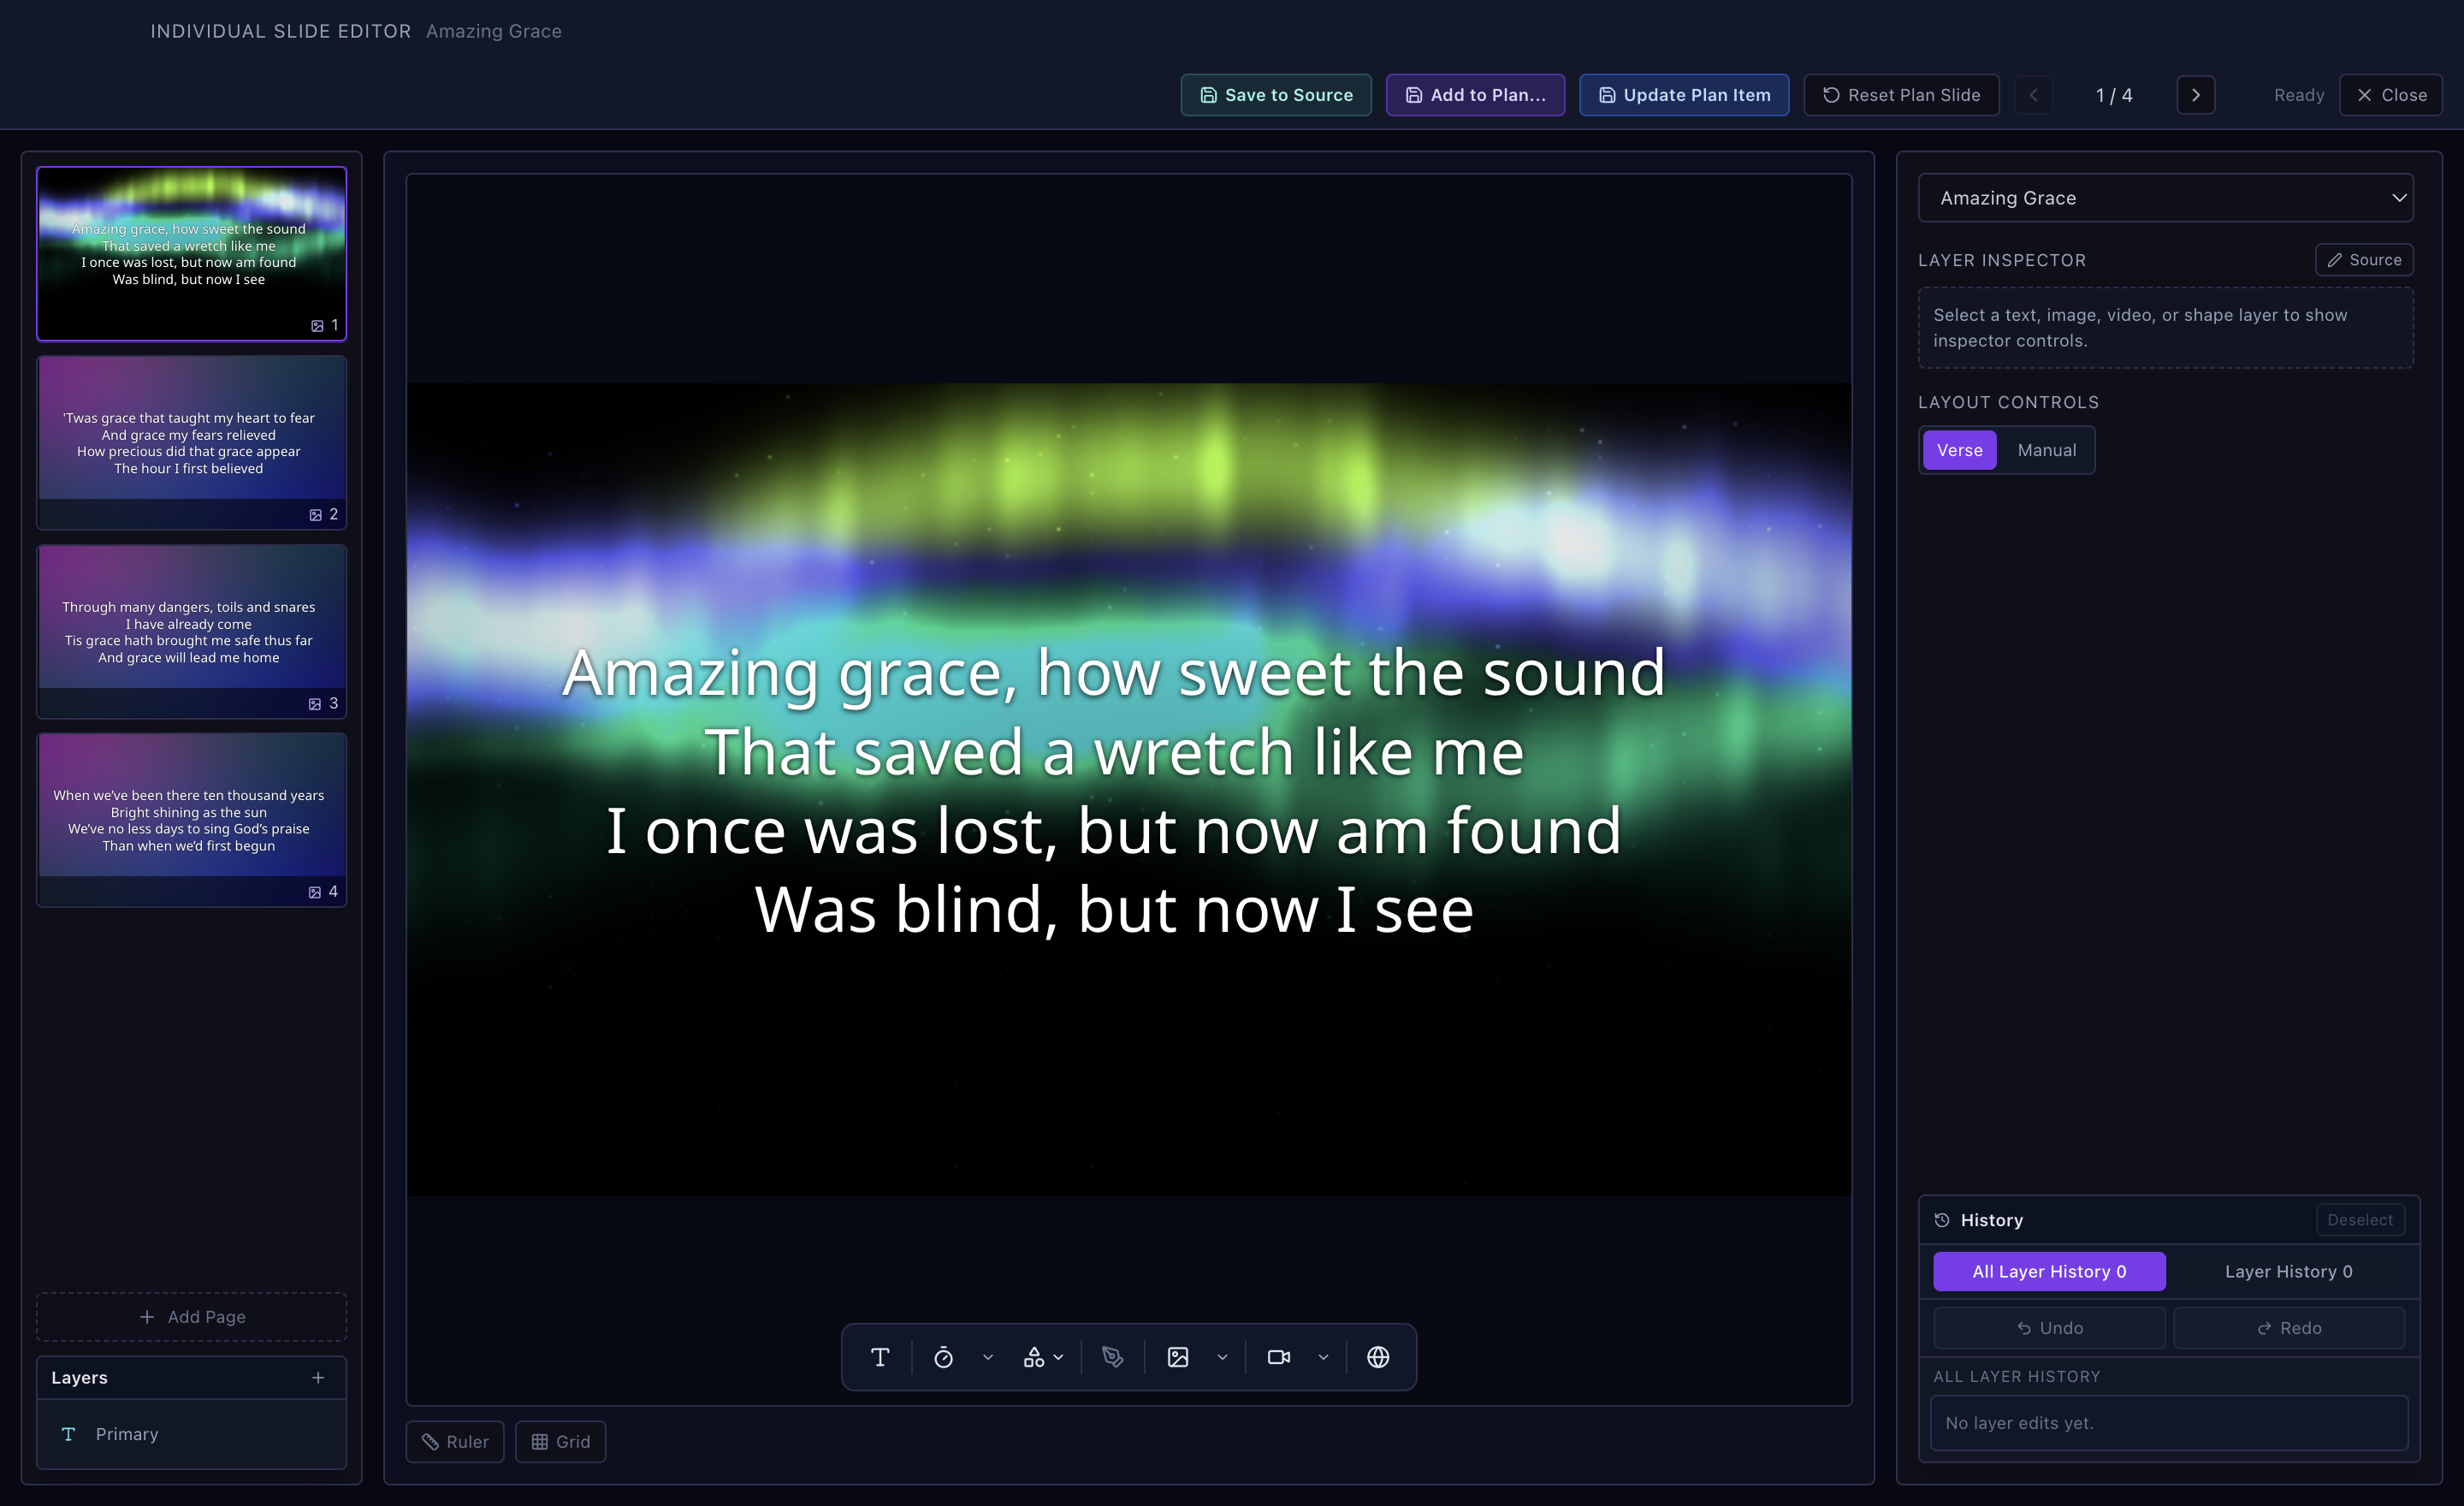 INDIVIDUAL SLIDE EDITOR Amazing Grace
Save to Source
Add to Plan...
Update Plan Item
Reset Plan Slide
1 / 4
Ready
Close
Amazing grace, how sweet the sound
That saved a wretch like me
I once was lost, but now am found
Was blind, but now I see
1
'Twas grace that taught my heart to fear
And grace my fears relieved
How precious did that grace appear
The hour I first believed
2
Through many dangers, toils and snares
I have already come
Tis grace hath brought me safe thus far
And grace will lead me home
3
When we’ve been there ten thousand years
Bright shining as the sun
We’ve no less days to sing God’s praise
Than when we’d first begun
4
Add Page
Layers
Primary
Amazing grace, how sweet the sound
That saved a wretch like me
I once was lost, but now am found
Was blind, but now I see
Ruler
Grid
Amazing Grace
LAYER INSPECTOR
Source
Select a text, image, video, or shape layer to show
inspector controls.
LAYOUT CONTROLS
Verse
Manual
History
Deselect
All Layer History 0
Layer History 0
Undo
Redo
ALL LAYER HISTORY
No layer edits yet.